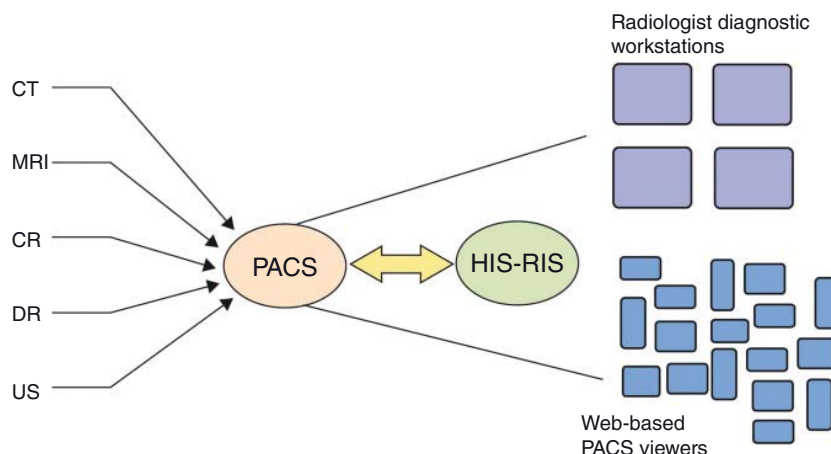 Radiologist diagnostic
workstations
CT
MRI
CR
DR
US
PACS
HIS-RIS
Web-based
PACS viewers